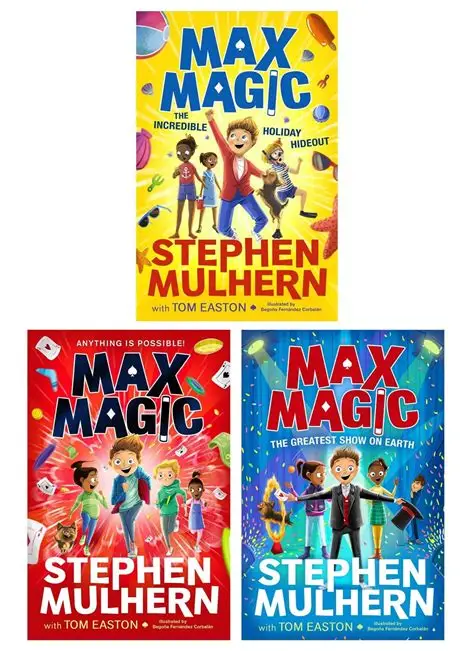 MAX
MAGIC
THE
INCREDIBLE
HOLIDAY
HIDEOUT
STEPHEN
MULHERN
with TOM EASTON
Illustrated by
Begoña Fernández Corbalán
ANYTHING IS POSSIBLE!
MAX
MAGIC
STEPHEN
MULHERN
with TOM EASTON
Illustrated by
Begoña Fernández Corbalán
MAX
MAGIC
THE GREATEST SHOW ON EARTH
STEPHEN
MULHERN
with TOM EASTON
Illustrated by
Begoña Fernández Corbalán